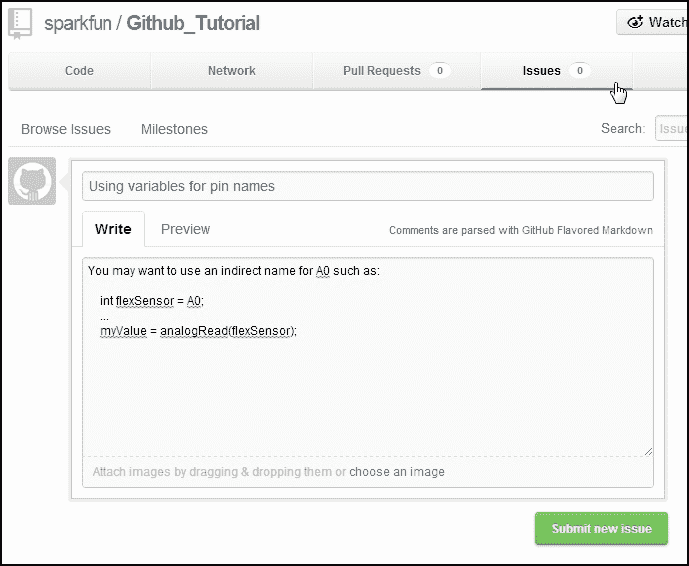 sparkfun / Github_Tutorial
Watch
Code Network Pull Requests 0 Issues 0
Browse Issues Milestones Search: Issu
Using variables for pin names
Write Preview Comments are parsed with GitHub Flavored Markdown
You may want to use an indirect name for A0 such as:
int flexSensor = A0;
...
myValue = analogRead(flexSensor);
Attach images by dragging & dropping them or choose an image
Submit new issue